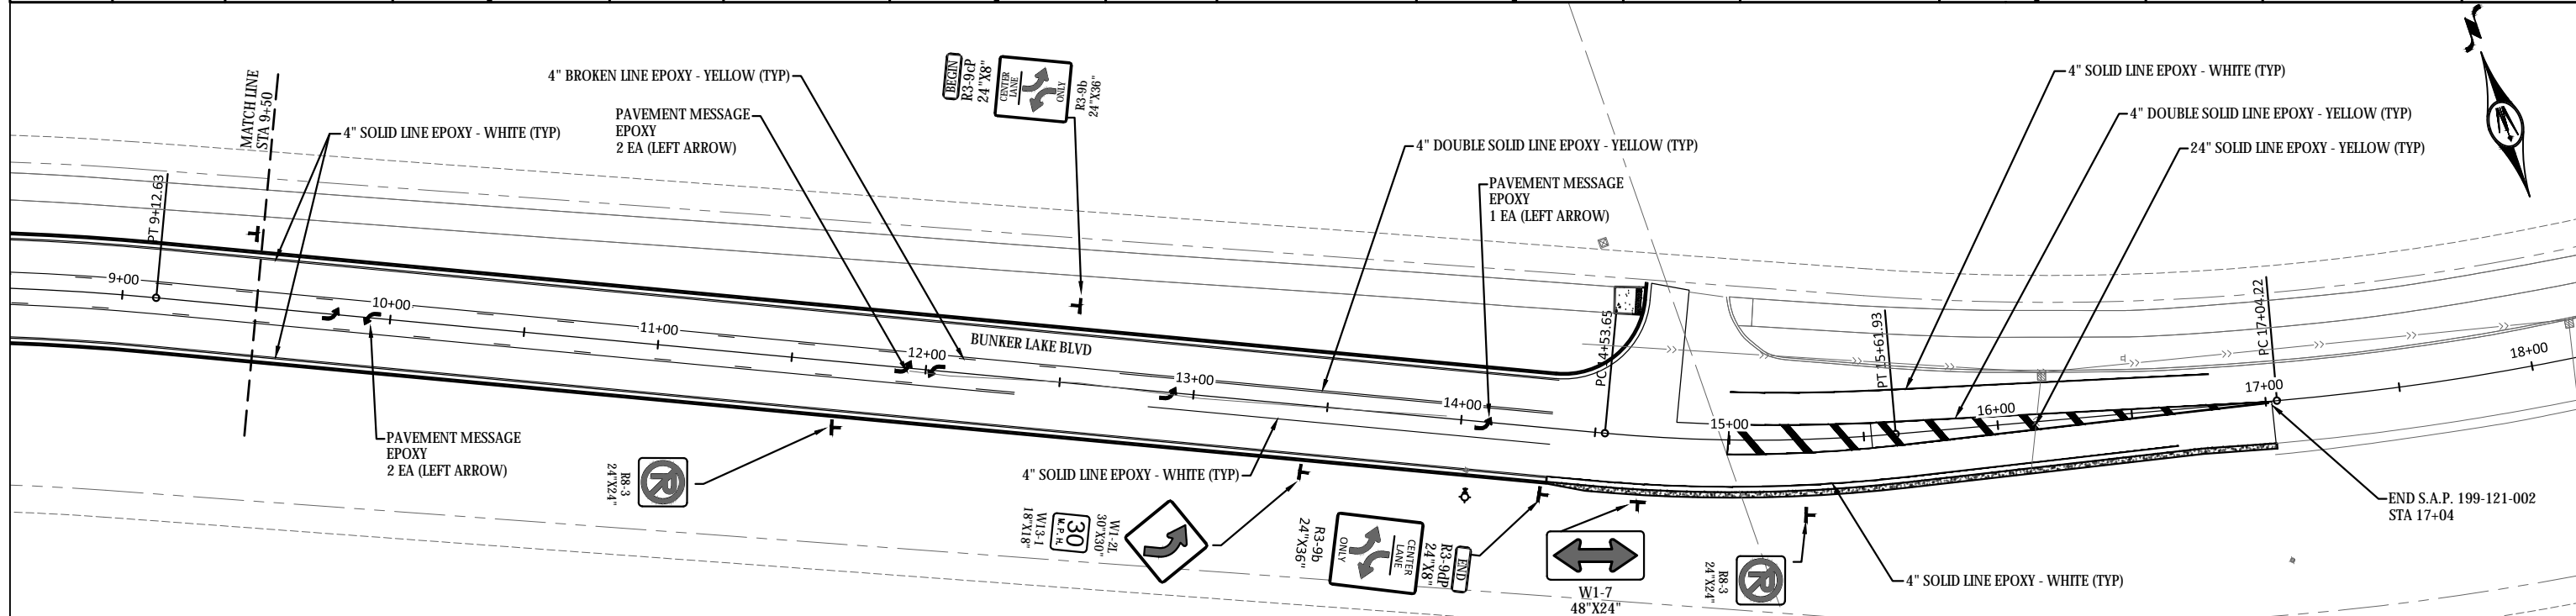 MATCH LINE
STA 9+50
PT 9+12.63
4" SOLID LINE EPOXY - WHITE (TYP)
4" BROKEN LINE EPOXY - YELLOW (TYP)
PAVEMENT MESSAGE
EPOXY
2 EA (LEFT ARROW)
BEGIN
R3-9cP
24"X8"
CENTER
LANE
ONLY
R3-9b
24"X36"
4" DOUBLE SOLID LINE EPOXY - YELLOW (TYP)
PAVEMENT MESSAGE
EPOXY
1 EA (LEFT ARROW)
4" SOLID LINE EPOXY - WHITE (TYP)
4" DOUBLE SOLID LINE EPOXY - YELLOW (TYP)
24" SOLID LINE EPOXY - YELLOW (TYP)
N
9+00
10+00
11+00
12+00
BUNKER LAKE BLVD
13+00
14+00
PC 14+53.65
15+00
PT 15+61.93
16+00
17+00
PC 17+04.22
18+00
PAVEMENT MESSAGE
EPOXY
2 EA (LEFT ARROW)
R8-3
24"X24"
4" SOLID LINE EPOXY - WHITE (TYP)
W1-2L
30"X30"
30
M.P.H.
W13-1
18"X18"
R3-9b
24"X36"
CENTER
LANE
ONLY
END
R3-9dP
24"X8"
W1-7
48"X24"
R8-3
24"X24"
4" SOLID LINE EPOXY - WHITE (TYP)
END S.A.P. 199-121-002
STA 17+04